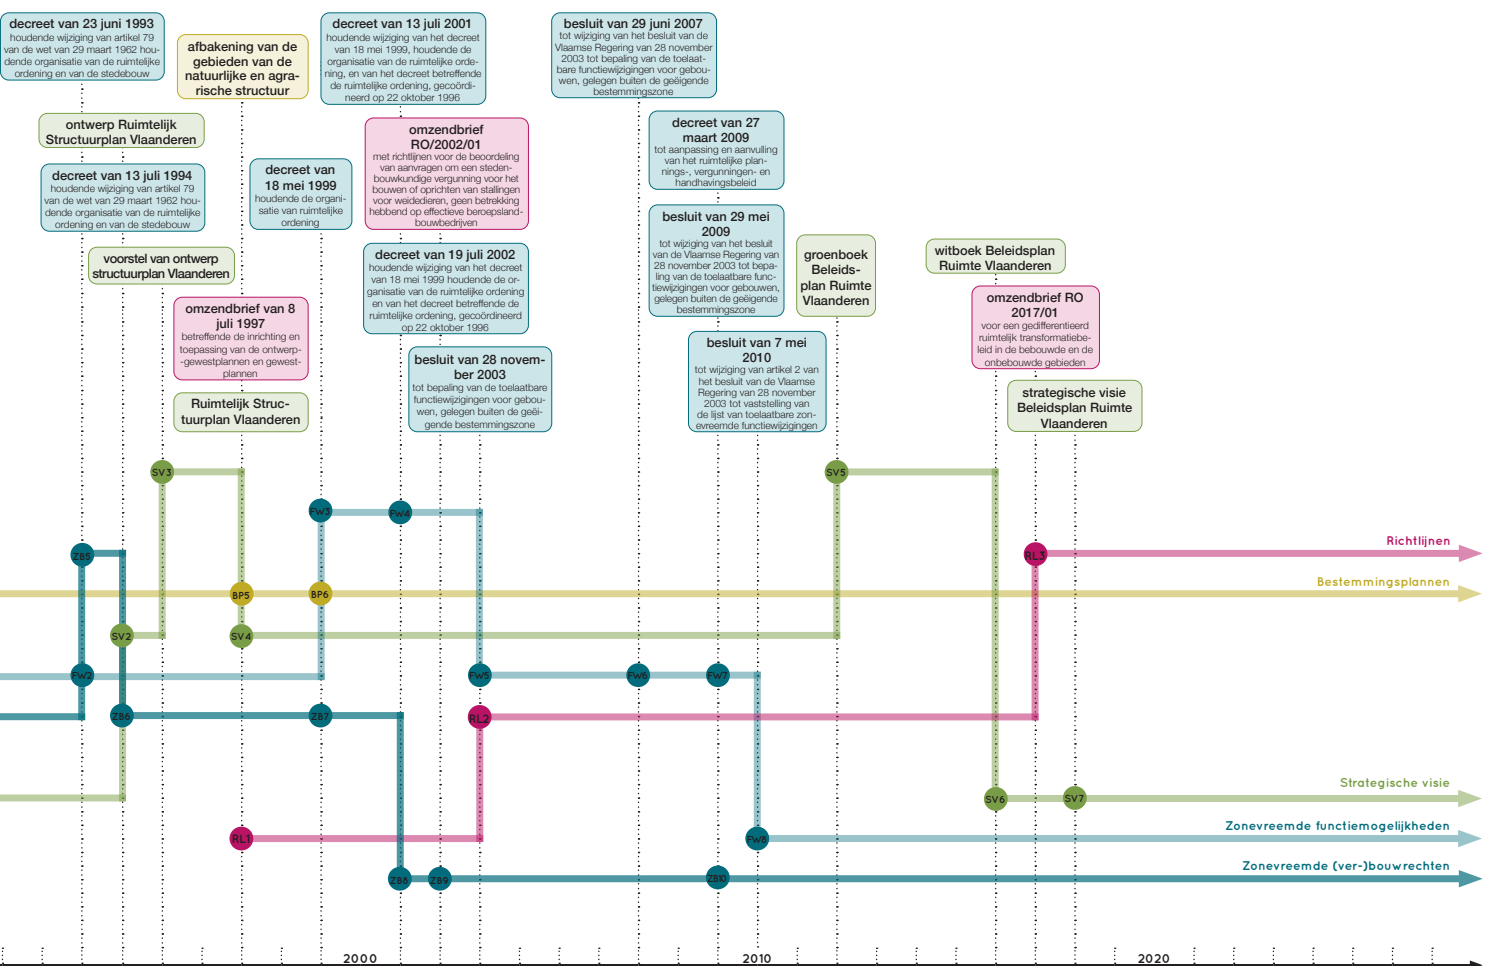 decreet van 23 juni 1993
houdende wijziging van artikel 79
van de wet van 29 maart 1962 hou-
dende organisatie van de ruimtelijke
ordening en van de stedebouw
ontwerp Ruimtelijk
Structuurplan Vlaanderen
decreet van 13 juli 1994
houdende wijziging van artikel 79
van de wet van 29 maart 1962 hou-
dende organisatie van de ruimtelijke
ordening en van de stedebouw
voorstel van ontwerp
structuurplan Vlaanderen
afbakening van de
gebieden van de
natuurlijke en agra-
rische structuur
omzendbrief van 8
juli 1997
betreffende de inrichting en
toepassing van de ontwerp-
-gewestplannen en gewest-
plannen
Ruimtelijk Struc-
tuurplan Vlaanderen
decreet van
18 mei 1999
houdende de organi-
satie van ruimtelijke
ordening
decreet van 13 juli 2001
houdende wijziging van het decreet
van 18 mei 1999, houdende de
organisatie van de ruimtelijke orde-
ning, en van het decreet betreffende
de ruimtelijke ordening, gecoördi-
neerd op 22 oktober 1996
omzendbrief
RO/2002/01
met richtlijnen voor de beoordeling
van aanvragen om een steden-
bouwkundige vergunning voor het
bouwen of oprichten van stallingen
voor weidedieren, geen betrekking
hebbend op effectieve beroepsland-
bouwbedrijven
decreet van 19 juli 2002
houdende wijziging van het decreet
van 18 mei 1999 houdende de or-
ganisatie van de ruimtelijke ordening
en van het decreet betreffende de
ruimtelijke ordening, gecoördineerd
op 22 oktober 1996
besluit van 28 novem-
ber 2003
tot bepaling van de toelaatbare
functiewijzigingen voor gebou-
wen, gelegen buiten de geëi-
gende bestemmingszone
besluit van 29 juni 2007
tot wijziging van het besluit van de
Vlaamse Regering van 28 november
2003 tot bepaling van de toelaat-
bare functiewijzigingen voor gebou-
wen, gelegen buiten de geëigende
bestemmingszone
decreet van 27
maart 2009
tot aanpassing en aanvulling
van het ruimtelijke plan-
nings-, vergunningen- en
handhavingsbeleid
besluit van 29 mei
2009
tot wijziging van het besluit
van de Vlaamse Regering van
28 november 2003 tot bepa-
ling van de toelaatbare func-
tiewijzigingen voor gebouwen,
gelegen buiten de geëigende
bestemmingszone
besluit van 7 mei
2010
tot wijziging van artikel 2 van
het besluit van de Vlaamse
Regering van 28 november
2003 tot vaststelling van
de lijst van toelaatbare zon-
evreemde functiewijzigingen
groenboek
Beleids-
plan Ruimte
Vlaanderen
witboek Beleidsplan
Ruimte Vlaanderen
omzendbrief RO
2017/01
voor een gedifferentieerd
ruimtelijk transformatiebe-
leid in de bebouwde en de
onbebouwde gebieden
strategische visie
Beleidsplan Ruimte
Vlaanderen
SV3
SV5
FW3
FW4
ZB5
RL3
Richtlijnen
BP5
BP6
Bestemmingsplannen
SV2
SV4
FW2
FW5
FW6
FW7
ZB6
ZB7
RL2
SV6
SV7
Strategische visie
RL1
FW8
Zonevreemde functiemogelijkheden
ZB8
ZB9
ZB10
Zonevreemde (ver-)bouwrechten
2000
2010
2020